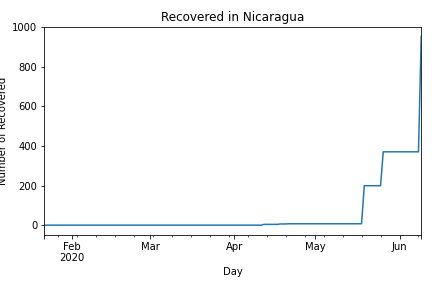 Recovered in Nicaragua
Number of Recovered
1000
800
600
400
200
0
Feb
2020
Mar
Apr
May
Jun
Day